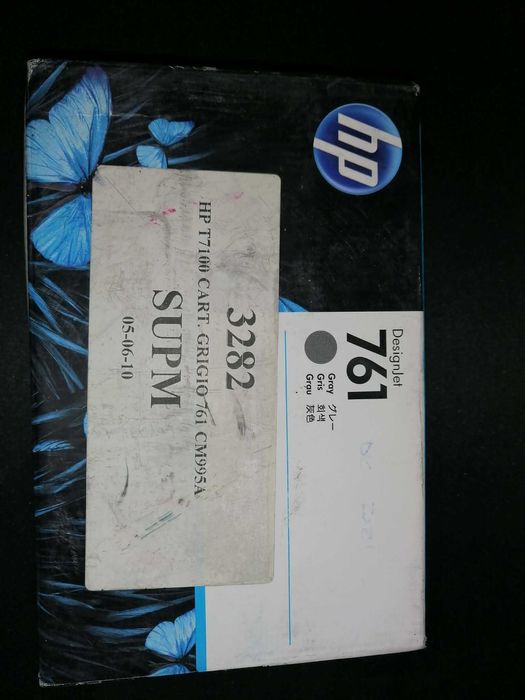 hp
DesignJet
761
Gray グレー
Gris 회색
Grau 灰色
3282
HP T7100 CART. GRIGIO 761 CM995A
SUPM
05-06-10